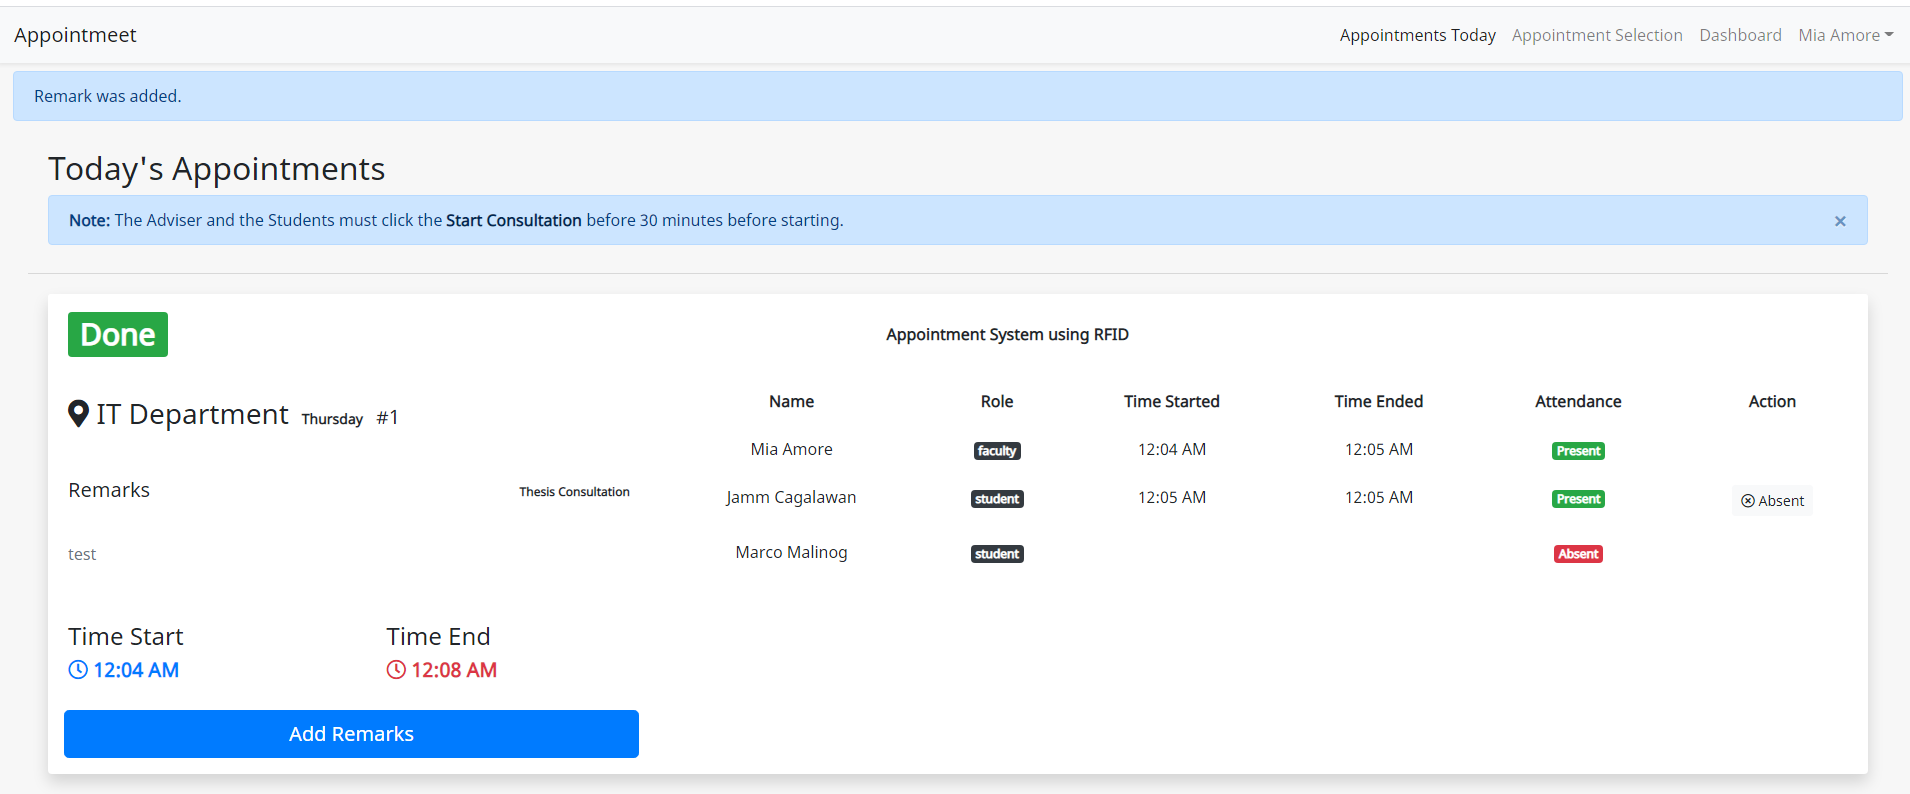 Appointmeet
Appointments Today Appointment Selection Dashboard Mia Amore
Remark was added.
Today's Appointments
Note: The Adviser and the Students must click the Start Consultation before 30 minutes before starting.
×
Done
IT Department Thursday #1
Remarks Thesis Consultation
test
Time Start Time End
12:04 AM 12:08 AM
Add Remarks
Appointment System using RFID
Name Role Time Started Time Ended Attendance Action
Mia Amore faculty 12:04 AM 12:05 AM Present
Jamm Cagalawan student 12:05 AM 12:05 AM Present Absent
Marco Malinog student Absent